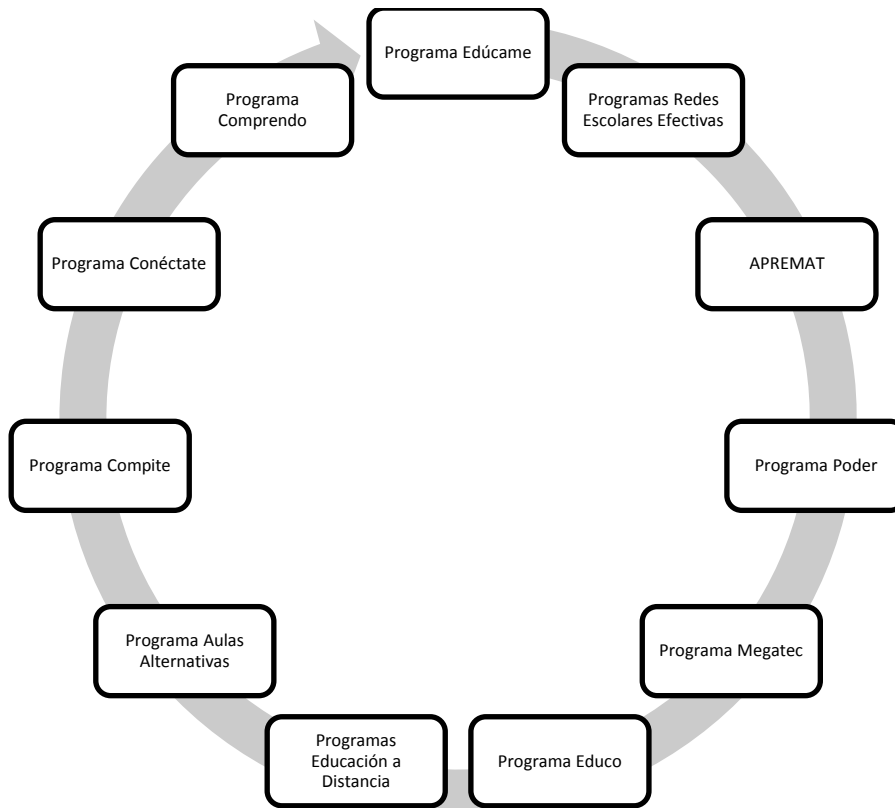 Programa Edúcame
Programas Redes
Escolares Efectivas
APREMAT
Programa Poder
Programa Megatec
Programa Educo
Programas
Educación a
Distancia
Programa Aulas
Alternativas
Programa Compite
Programa Conéctate
Programa
Comprendo